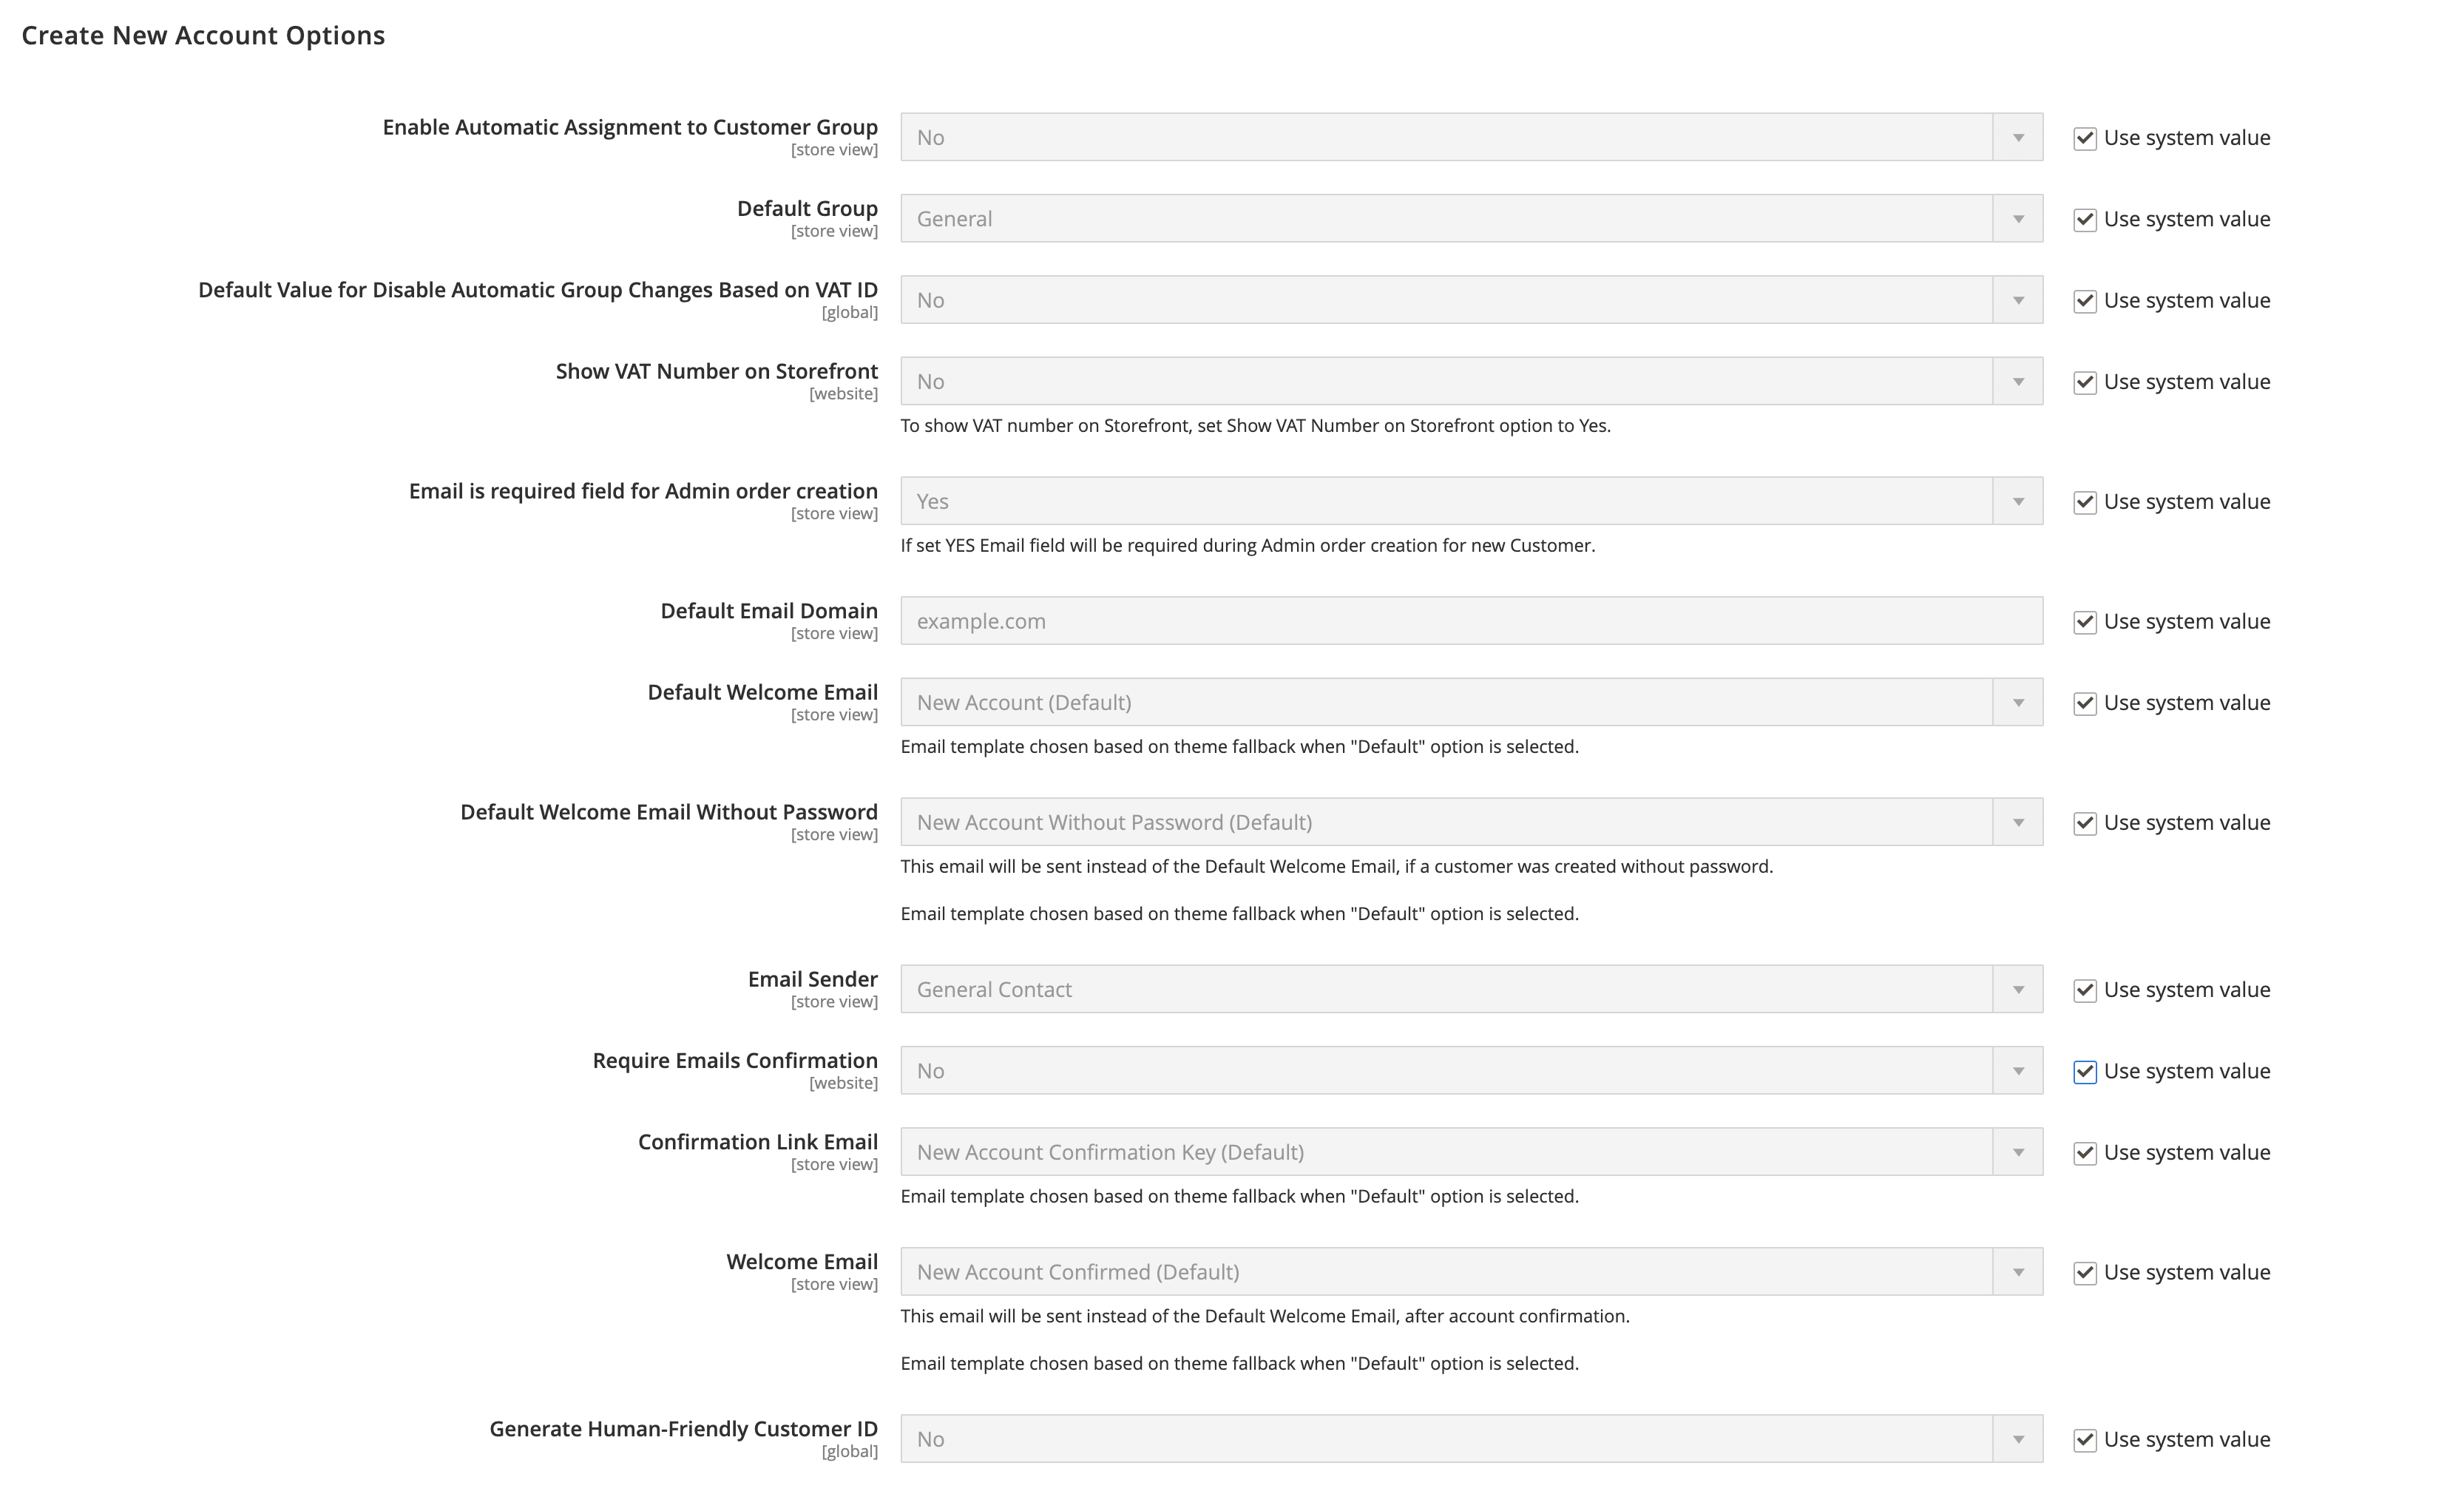 Create New Account Options
Enable Automatic Assignment to Customer Group
[store view]
No
Use system value
Default Group
[store view]
General
Use system value
Default Value for Disable Automatic Group Changes Based on VAT ID
[global]
No
Use system value
Show VAT Number on Storefront
[website]
No
Use system value
To show VAT number on Storefront, set Show VAT Number on Storefront option to Yes.
Email is required field for Admin order creation
[store view]
Yes
Use system value
If set YES Email field will be required during Admin order creation for new Customer.
Default Email Domain
[store view]
example.com
Use system value
Default Welcome Email
[store view]
New Account (Default)
Use system value
Email template chosen based on theme fallback when "Default" option is selected.
Default Welcome Email Without Password
[store view]
New Account Without Password (Default)
Use system value
This email will be sent instead of the Default Welcome Email, if a customer was created without password.
Email template chosen based on theme fallback when "Default" option is selected.
Email Sender
[store view]
General Contact
Use system value
Require Emails Confirmation
[website]
No
Use system value
Confirmation Link Email
[store view]
New Account Confirmation Key (Default)
Use system value
Email template chosen based on theme fallback when "Default" option is selected.
Welcome Email
[store view]
New Account Confirmed (Default)
Use system value
This email will be sent instead of the Default Welcome Email, after account confirmation.
Email template chosen based on theme fallback when "Default" option is selected.
Generate Human-Friendly Customer ID
[global]
No
Use system value